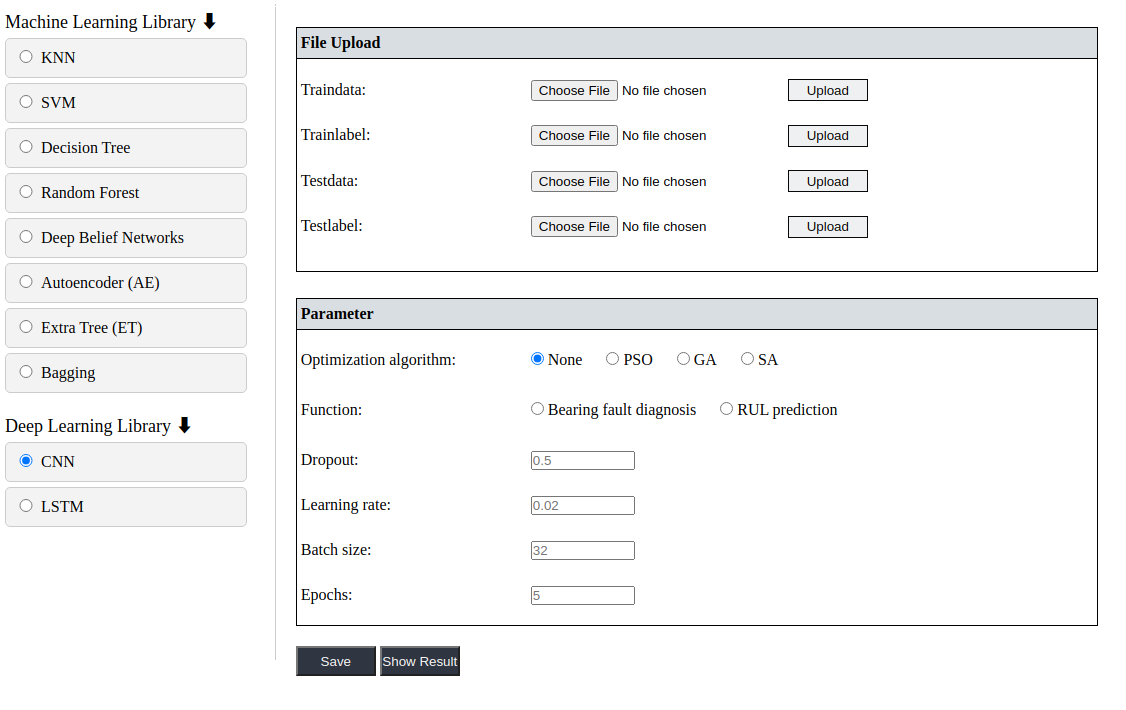 Machine Learning Library ⬇
KNN
SVM
Decision Tree
Random Forest
Deep Belief Networks
Autoencoder (AE)
Extra Tree (ET)
Bagging
Deep Learning Library ⬇
CNN
LSTM
File Upload
Traindata: Choose File No file chosen Upload
Trainlabel: Choose File No file chosen Upload
Testdata: Choose File No file chosen Upload
Testlabel: Choose File No file chosen Upload
Parameter
Optimization algorithm: None PSO GA SA
Function: Bearing fault diagnosis RUL prediction
Dropout: 0.5
Learning rate: 0.02
Batch size: 32
Epochs: 5
Save Show Result